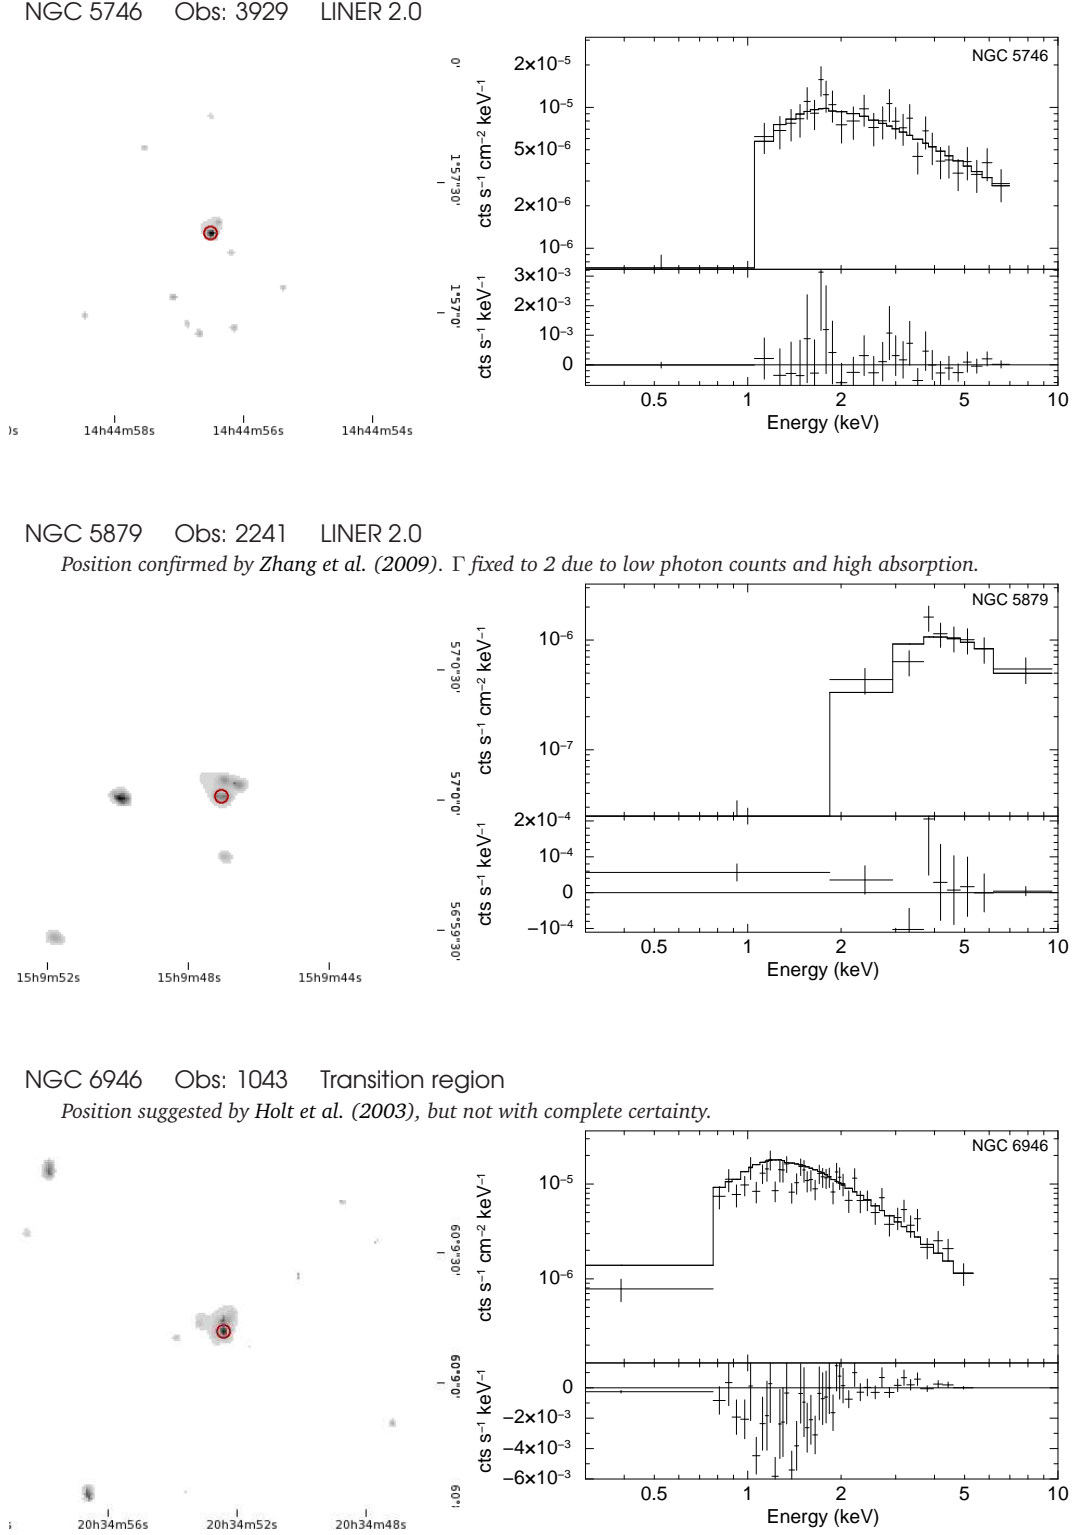 NGC 5746 Obs: 3929 LINER 2.0
0'
1°57'30"
1°57'0"
0s 14h44m58s 14h44m56s 14h44m54s
NGC 5746
cts s−1 cm−2 keV−1
2×10−5
10−5
5×10−6
2×10−6
10−6
cts s−1 keV−1
3×10−3
2×10−3
10−3
0
0.5 1 2 5 10
Energy (keV)
NGC 5879 Obs: 2241 LINER 2.0
Position confirmed by Zhang et al. (2009). Γ fixed to 2 due to low photon counts and high absorption.
57°0'30"
57°0'0"
56°59'30"
15h9m52s 15h9m48s 15h9m44s
NGC 5879
cts s−1 cm−2 keV−1
10−6
10−7
cts s−1 keV−1
2×10−4
10−4
0
−10−4
0.5 1 2 5 10
Energy (keV)
NGC 6946 Obs: 1043 Transition region
Position suggested by Holt et al. (2003), but not with complete certainty.
60°9'30"
60°9'0"
60°
20h34m56s 20h34m52s 20h34m48s
NGC 6946
cts s−1 cm−2 keV−1
10−5
10−6
cts s−1 keV−1
0
−2×10−3
−4×10−3
−6×10−3
0.5 1 2 5 10
Energy (keV)